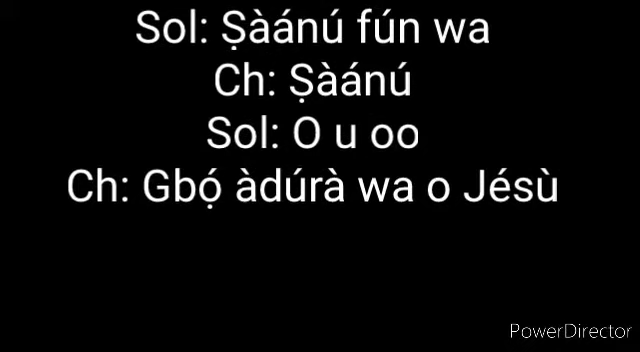 Sol: Ṣàánú fún wa
Ch: Ṣàánú
Sol: O u oo
Ch: Gbọ́ àdúrà wa o Jésù
PowerDirector